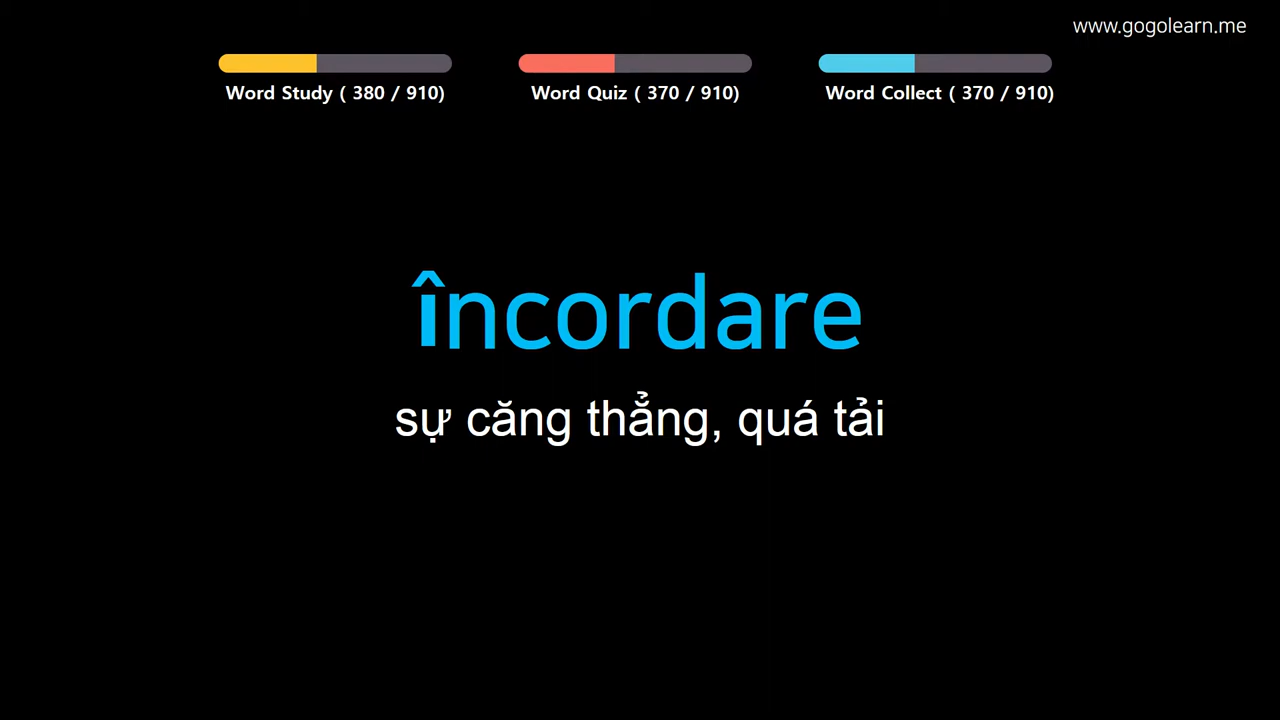 www.gogolearn.me
Word Study ( 380 / 910)
Word Quiz ( 370 / 910)
Word Collect ( 370 / 910)
încordare
sự căng thẳng, quá tải